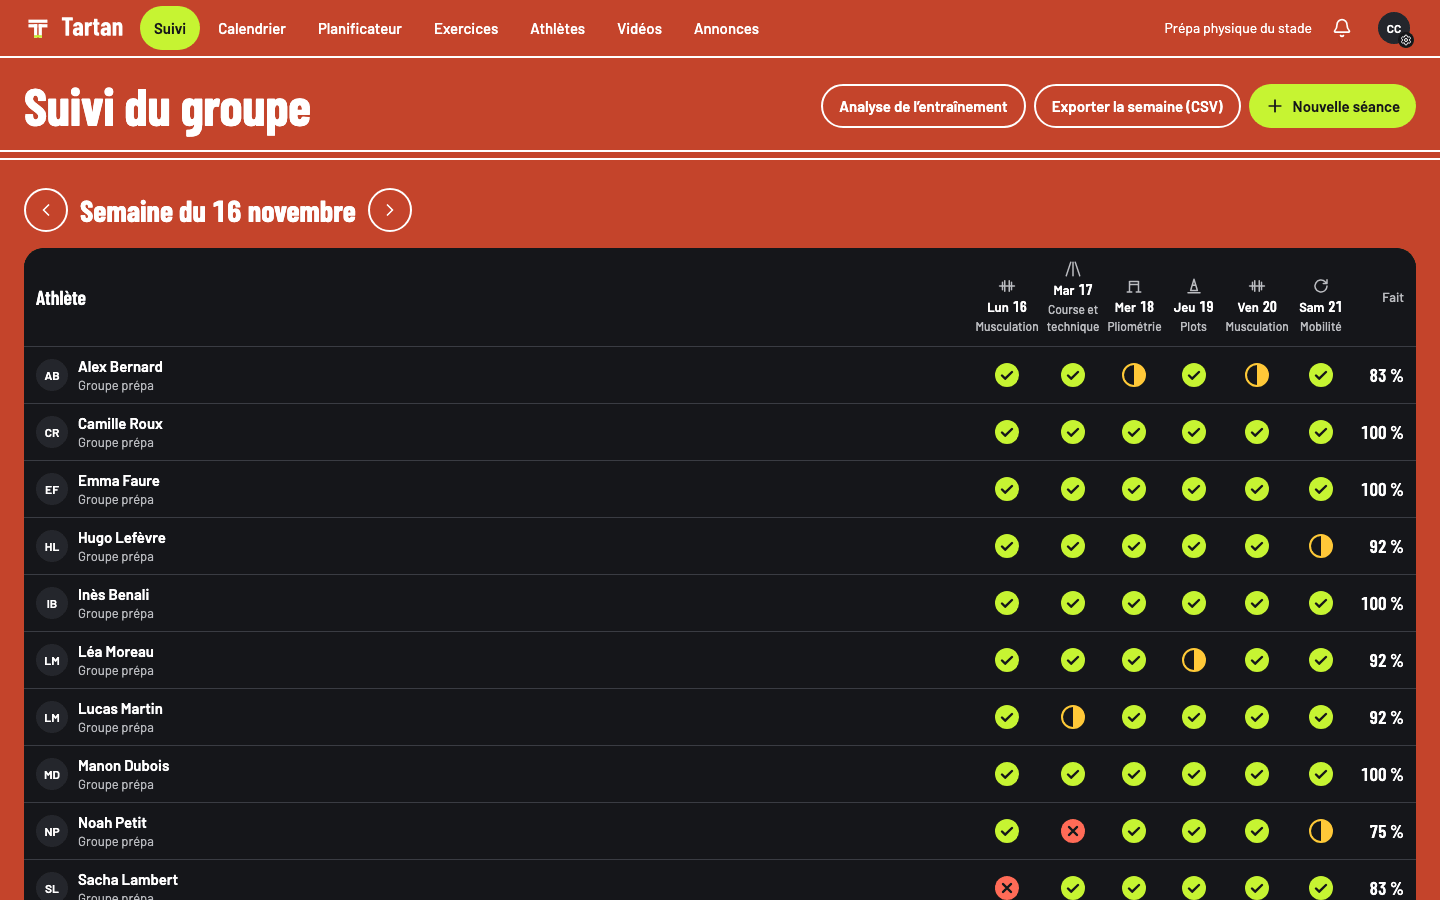 Tartan
Suivi
Calendrier
Planificateur
Exercices
Athlètes
Vidéos
Annonces
Prépa physique du stade
CC
Suivi du groupe
Analyse de l'entraînement
Exporter la semaine (CSV)
Nouvelle séance
Semaine du 16 novembre
Athlète
Lun 16
Musculation
Mar 17
Course et
technique
Mer 18
Pliométrie
Jeu 19
Plots
Ven 20
Musculation
Sam 21
Mobilité
Fait
AB
Alex Bernard
Groupe prépa
83 %
CR
Camille Roux
Groupe prépa
100 %
EF
Emma Faure
Groupe prépa
100 %
HL
Hugo Lefèvre
Groupe prépa
92 %
IB
Inès Benali
Groupe prépa
100 %
LM
Léa Moreau
Groupe prépa
92 %
LM
Lucas Martin
Groupe prépa
92 %
MD
Manon Dubois
Groupe prépa
100 %
NP
Noah Petit
Groupe prépa
75 %
SL
Sacha Lambert
Groupe prépa
83 %